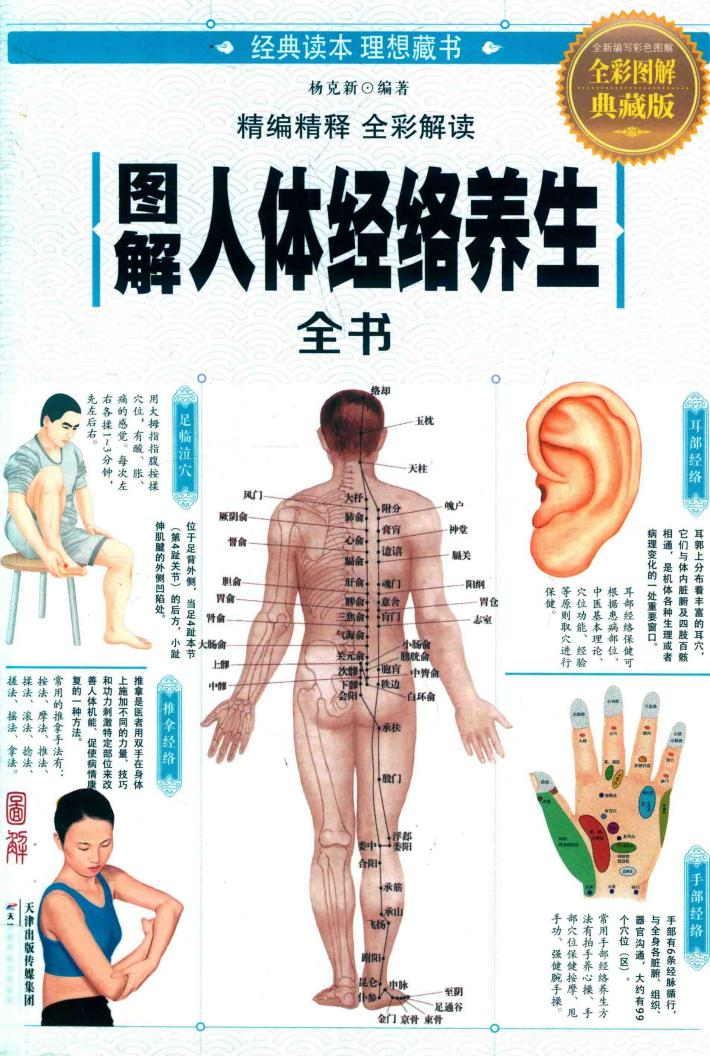 经典读本 理想藏书
全新编写彩色图解
全彩图解
典藏版
杨克新⊙编著
精编精释 全彩解读
图解
人体经络养生
全书
足临泣穴
用大拇指指腹按揉
穴位，有酸、胀、
痛的感觉。每次左
右各揉1~3分钟，
先左后右。
位于足背外侧，当足4趾本节
（第4趾关节）的后方，小趾
伸肌腱的外侧凹陷处。
推拿经络
推拿是医者用双手在身体
上施加不同的力量、技巧
和功力刺激特定部位来改
善人体机能、促使病情康
复的一种方法。
常用的推拿手法有：
按法、摩法、推法、
揉法、滚法、捻法、
搓法、摇法、拿法。
图解
天津出版传媒集团
络却
玉枕
天柱
大杼
附分
风门
肺俞
魄户
厥阴俞
膏肓
心俞
神堂
督俞
譩譆
膈俞
膈关
胆俞
肝俞
魂门
阳纲
胃俞
脾俞
意舍
胃仓
肾俞
三焦俞
肓门
志室
气海俞
大肠俞
小肠俞
关元俞
膀胱俞
上髎
次髎
胞肓
中膂俞
中髎
下髎
秩边
白环俞
会阳
承扶
殷门
浮郄
委中
委阳
合阳
承筋
承山
飞扬
跗阳
昆仑
申脉
仆参
至阴
足通谷
金门
京骨
束骨
耳部经络
耳郭上分布着丰富的耳穴，
它们与体内脏腑及四肢百骸
相通，是机体各种生理或者
病理变化的一处重要窗口。
耳部经络保健可
根据患病部位、
中医基本理论、
穴位功能、经验
等原则取穴进行
保健。
手部经络
手部有6条经脉循行，
与全身各脏腑、组织、
器官沟通，大约有99
个穴位（区）。
常用手部经络养生方
法有拍手养心操、手
部穴位保健按摩、甩
手功、强健腕手操。